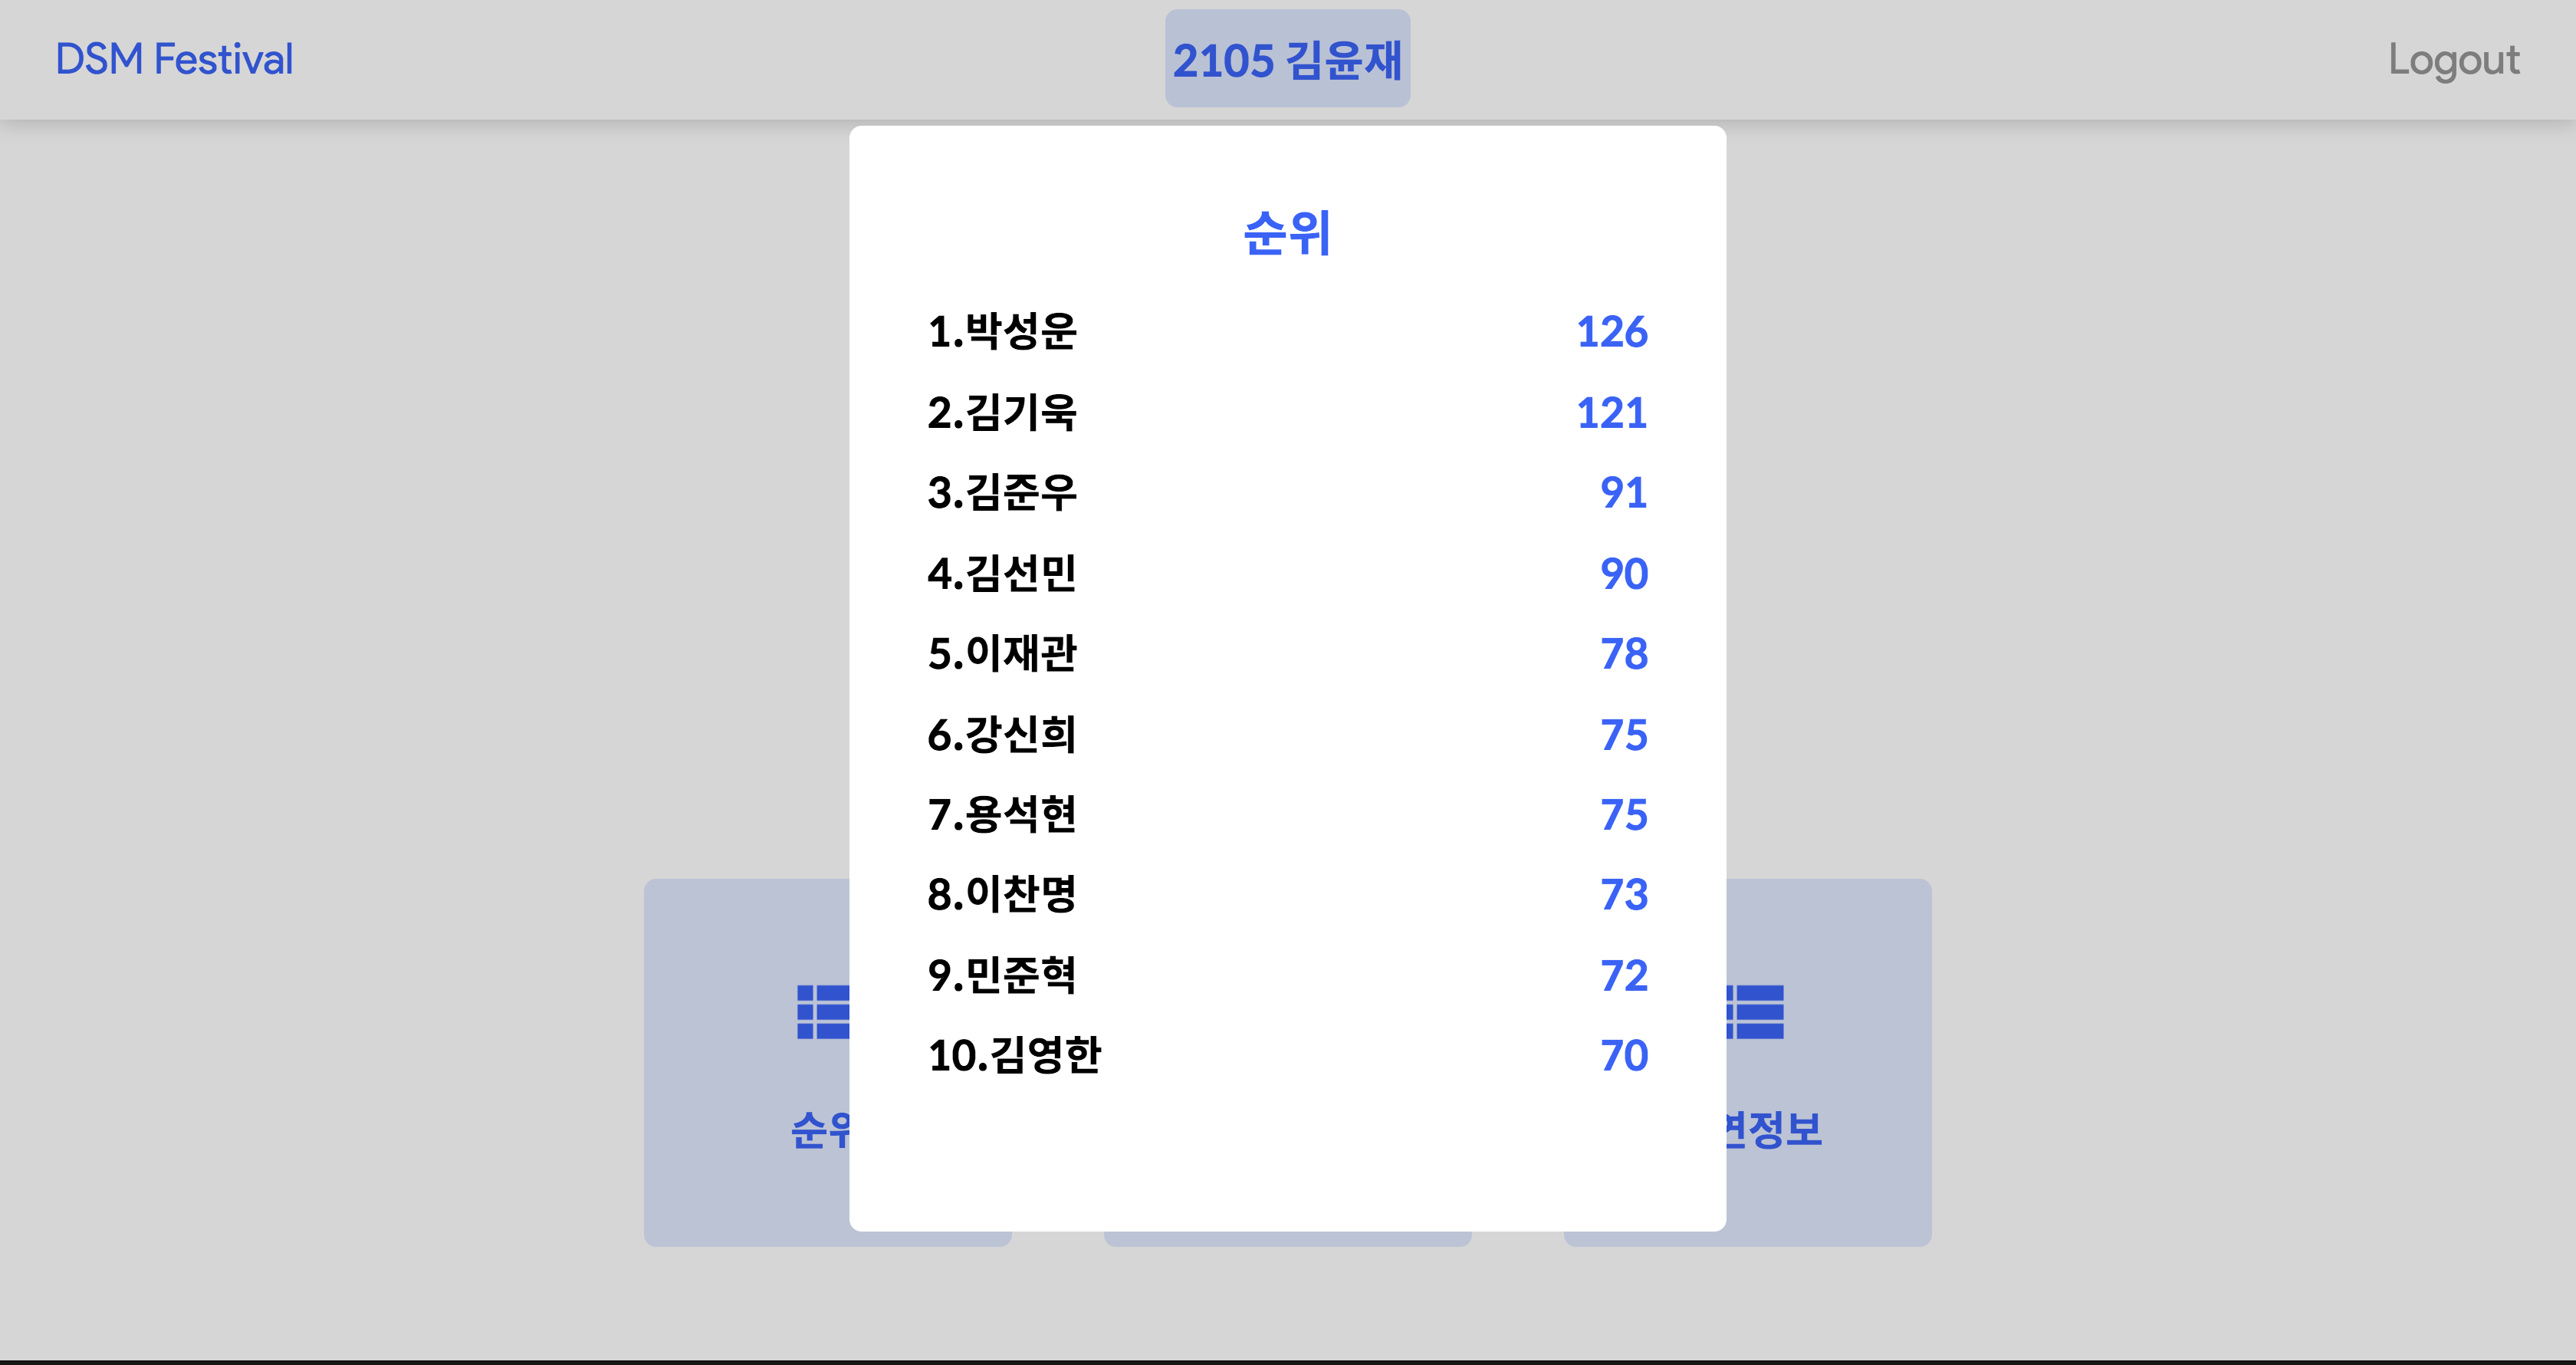 DSM Festival
2105 김윤재
Logout
순위
1.박성운 126
2.김기욱 121
3.김준우 91
4.김선민 90
5.이재관 78
6.강신희 75
7.용석현 75
8.이찬명 73
9.민준혁 72
10.김영한 70
순위
정보